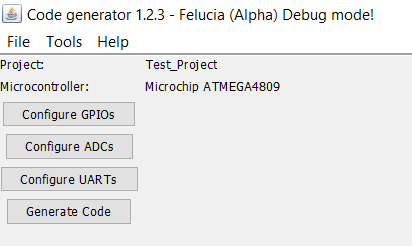 Code generator 1.2.3 - Felucia (Alpha) Debug mode!
File Tools Help
Project: Test_Project
Microcontroller: Microchip ATMEGA4809
Configure GPIOs
Configure ADCs
Configure UARTs
Generate Code